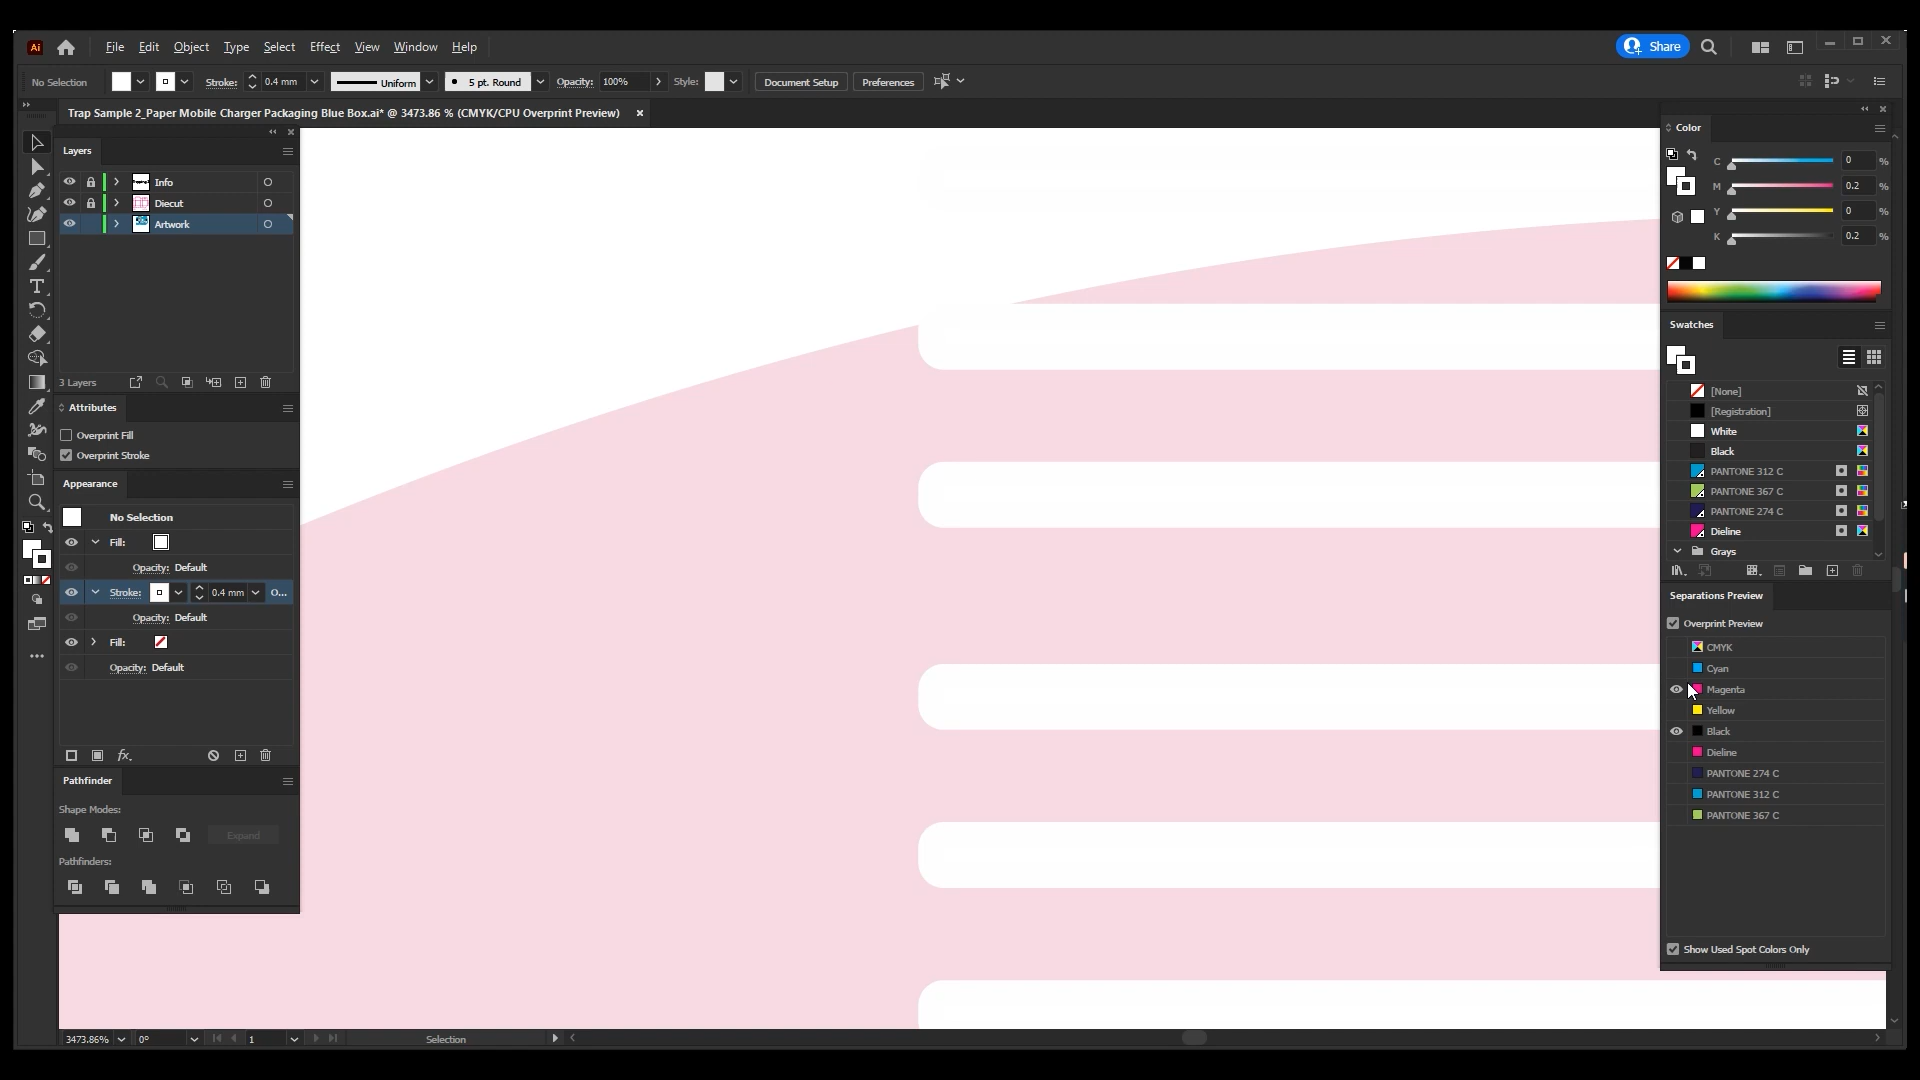 Ai File Edit Object Type Select Effect View Window Help Share
No Selection Stroke: 0.4 mm Uniform 5 pt. Round Opacity: 100% Style: Document Setup Preferences
Trap Sample 2_Paper Mobile Charger Packaging Blue Box.ai* @ 3473.86 % (CMYK/CPU Overprint Preview)
Layers
Info
Diecut
Artwork
3 Layers
Attributes
Overprint Fill
Overprint Stroke
Appearance
No Selection
Fill:
Opacity: Default
Stroke: 0.4 mm O...
Opacity: Default
Fill:
Opacity: Default
fx
Pathfinder
Shape Modes:
Expand
Pathfinders:
Color
C 0 %
M 0.2 %
Y 0 %
K 0.2 %
Swatches
[None]
[Registration]
White
Black
PANTONE 312 C
PANTONE 367 C
PANTONE 274 C
Dieline
Grays
Separations Preview
Overprint Preview
CMYK
Cyan
Magenta
Yellow
Black
Dieline
PANTONE 274 C
PANTONE 312 C
PANTONE 367 C
Show Used Spot Colors Only
3473.86% 0° 1 Selection